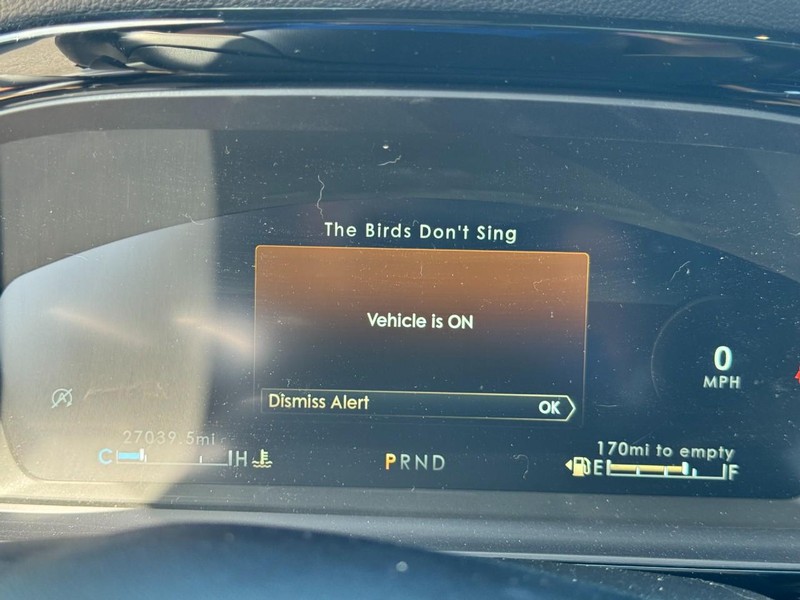 The Birds Don't Sing
Vehicle is ON
0
MPH
Dismiss Alert OK
27039.5mi
C H
PRND
170mi to empty
E F